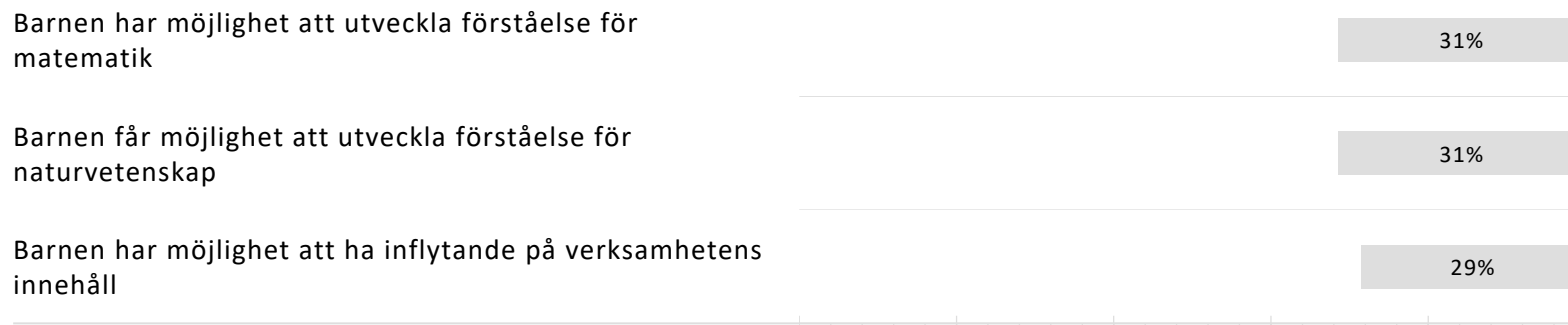 Barnen har möjlighet att utveckla förståelse för
matematik
31%
Barnen får möjlighet att utveckla förståelse för
naturvetenskap
31%
Barnen har möjlighet att ha inflytande på verksamhetens
innehåll
29%